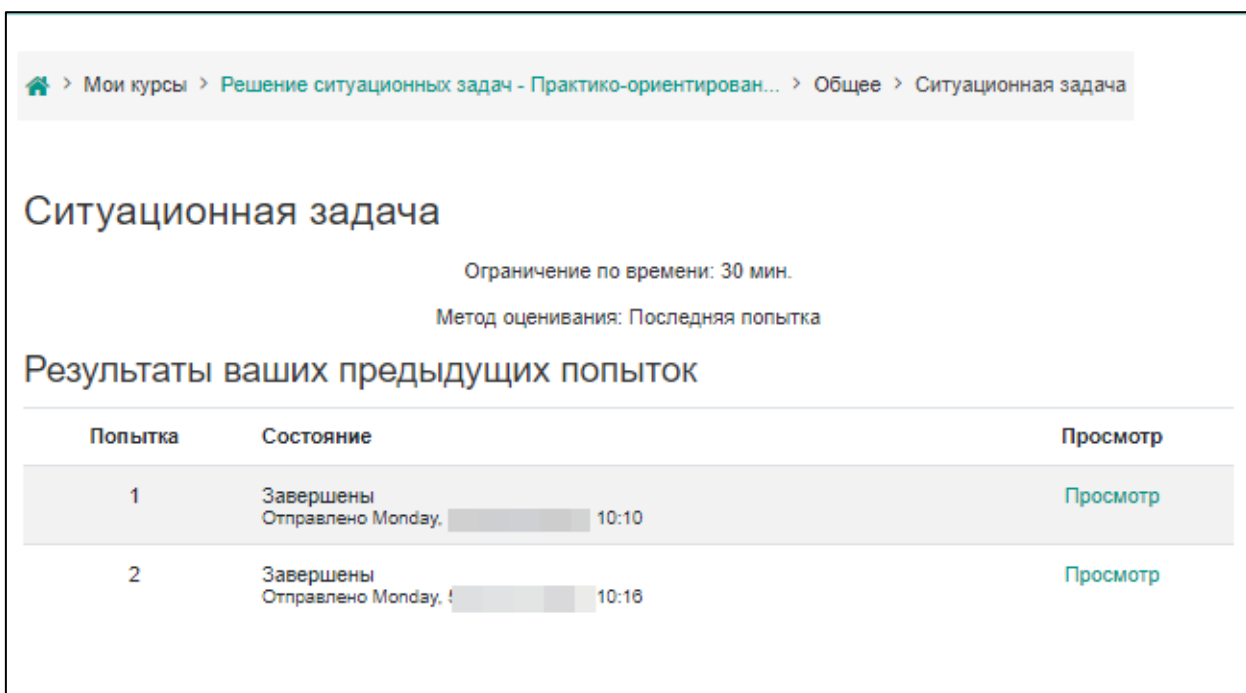 > Мои курсы > Решение ситуационных задач - Практико-ориентирован... > Общее > Ситуационная задача
Ситуационная задача
Ограничение по времени: 30 мин.
Метод оценивания: Последняя попытка
Результаты ваших предыдущих попыток
Попытка Состояние Просмотр
1 Завершены Просмотр
Отправлено Monday, 10:10
2 Завершены Просмотр
Отправлено Monday, 10:16